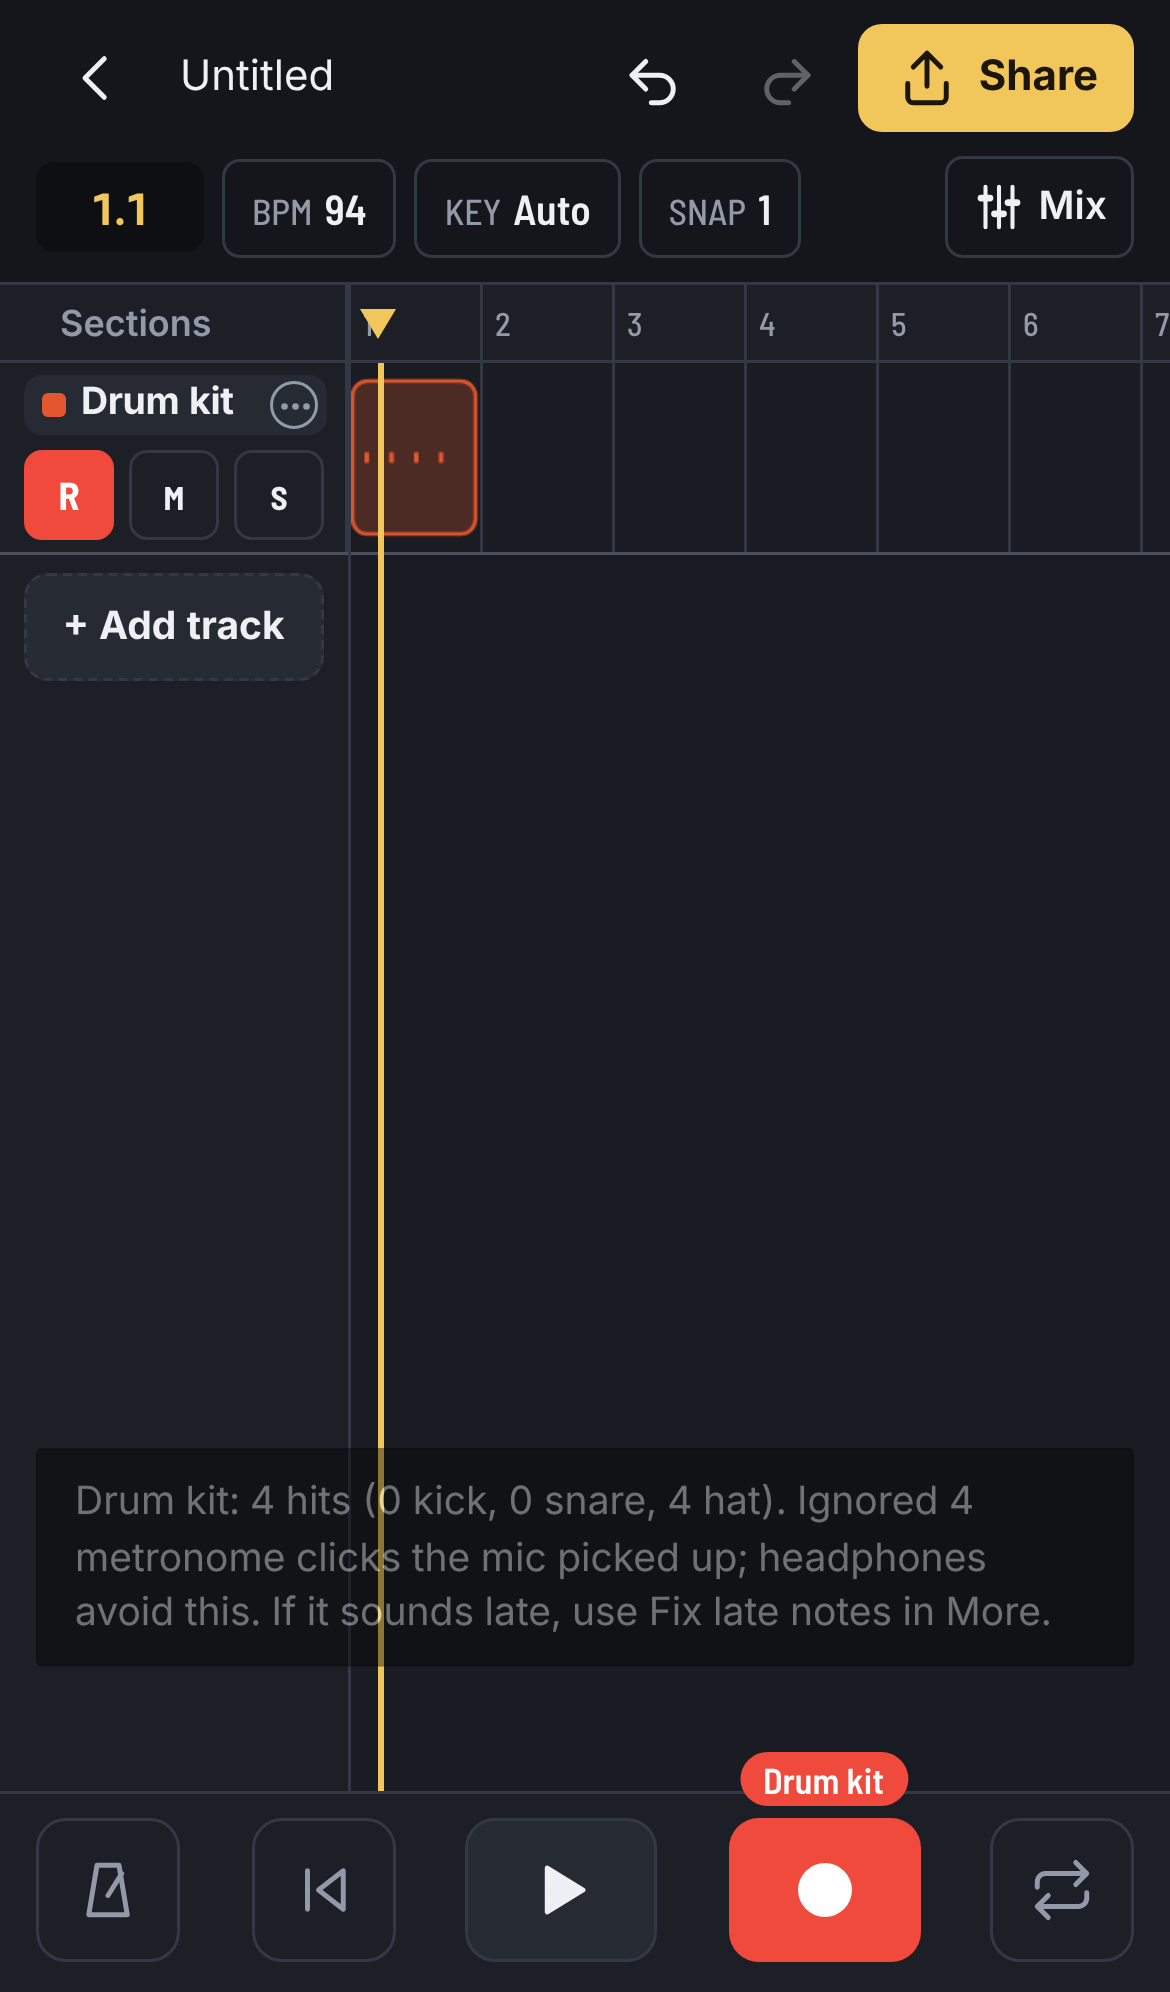 Untitled
Share
1.1
BPM 94
KEY Auto
SNAP 1
Mix
Sections
2
3
4
5
6
7
Drum kit
R
M
S
+ Add track
Drum kit: 4 hits (0 kick, 0 snare, 4 hat). Ignored 4
metronome clicks the mic picked up; headphones
avoid this. If it sounds late, use Fix late notes in More.
Drum kit